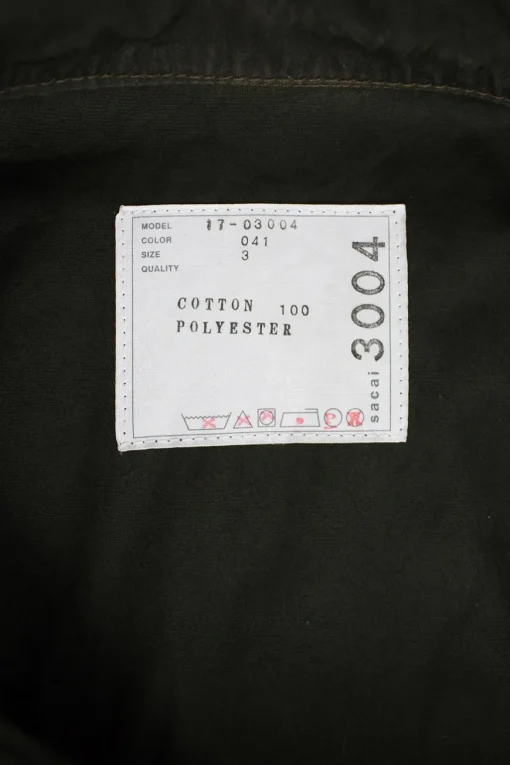 MODEL 17-03004
COLOR 041
SIZE 3
QUALITY
COTTON 100
POLYESTER
sacai 3004
P